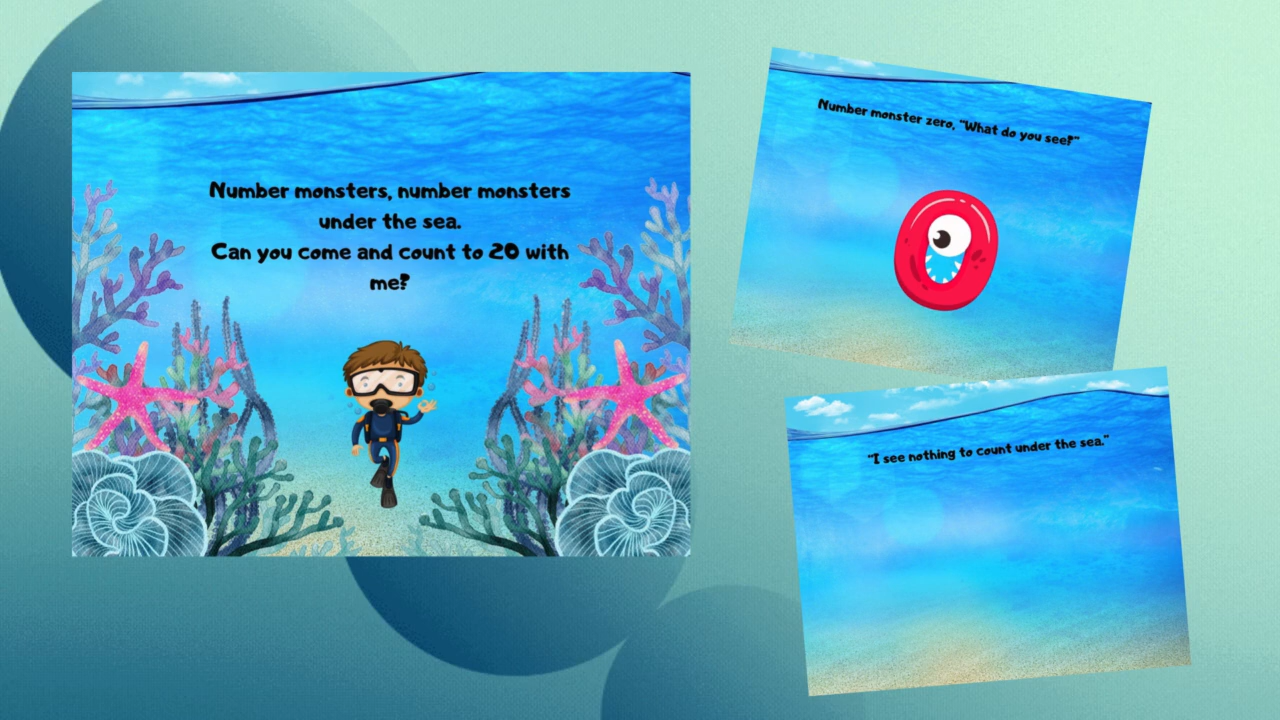 Number monsters, number monsters
under the sea.
Can you come and count to 20 with
me?
Number monster zero, "What do you see?"
"I see nothing to count under the sea."